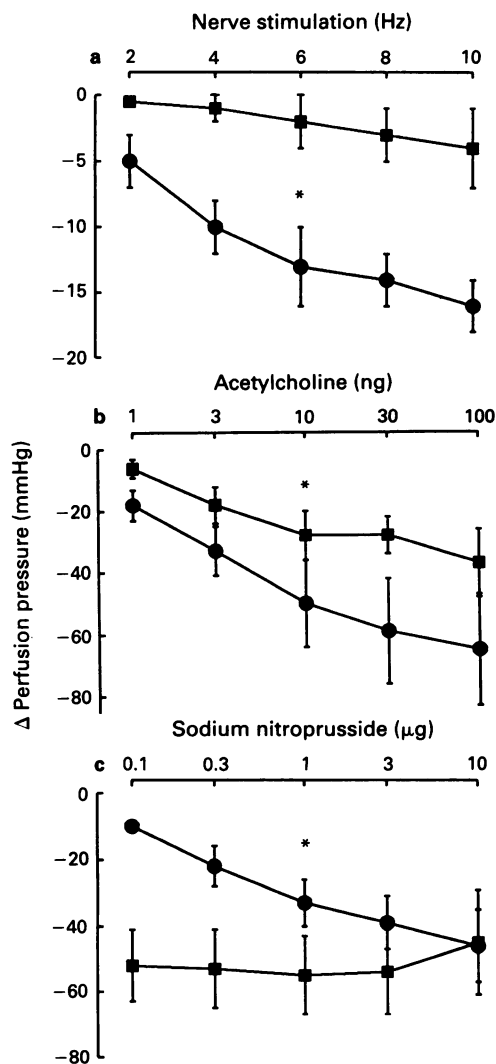 Nerve stimulation (Hz)
a
2 4 6 8 10
0
−5
*
−10
−15
−20
Δ Perfusion pressure (mmHg)
Acetylcholine (ng)
b
1 3 10 30 100
0
*
−20
−40
−60
−80
Sodium nitroprusside (μg)
c
0.1 0.3 1 3 10
0
*
−20
−40
−60
−80